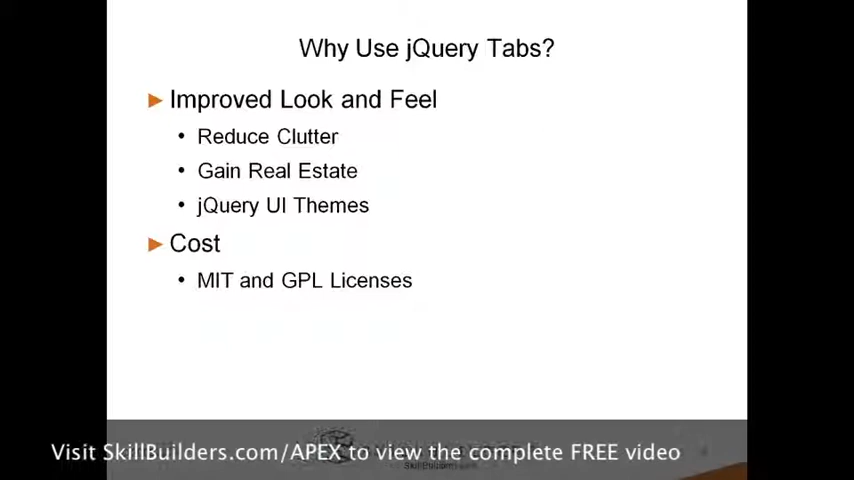 Why Use jQuery Tabs?
► Improved Look and Feel
• Reduce Clutter
• Gain Real Estate
• jQuery UI Themes
► Cost
• MIT and GPL Licenses
Visit SkillBuilders.com/APEX to view the complete FREE video